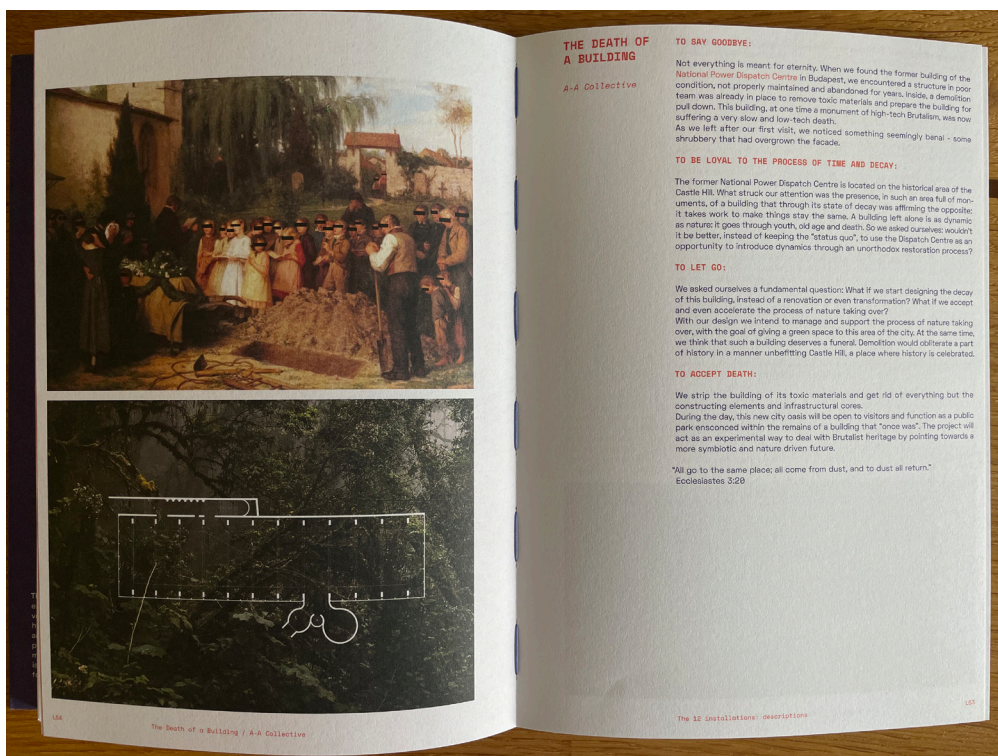 THE DEATH OF
A BUILDING
A-A Collective
TO SAY GOODBYE:
Not everything is meant for eternity. When we found the former building of the
National Power Dispatch Centre in Budapest, we encountered a structure in poor
condition, not properly maintained and abandoned for years. Inside, a demolition
team was already in place to remove toxic materials and prepare the building for
pull down. This building, at one time a monument of high-tech Brutalism, was now
suffering a very slow and low-tech death.
As we left after our first visit, we noticed something seemingly banal - some
shrubbery that had overgrown the facade.
TO BE LOYAL TO THE PROCESS OF TIME AND DECAY:
The former National Power Dispatch Centre is located on the historical area of the
Castle Hill. What struck our attention was the presence, in such an area full of mon-
uments, of a building that through its state of decay was affirming the opposite:
it takes work to make things stay the same. A building left alone is as dynamic
as nature: it goes through youth, old age and death. So we asked ourselves: wouldn't
it be better, instead of keeping the "status quo", to use the Dispatch Centre as an
opportunity to introduce dynamics through an unorthodox restoration process?
TO LET GO:
We asked ourselves a fundamental question: What if we start designing the decay
of this building, instead of a renovation or even transformation? What if we accept
and even accelerate the process of nature taking over?
With our design we intend to manage and support the process of nature taking
over, with the goal of giving a green space to this area of the city. At the same time,
we think that such a building deserves a funeral. Demolition would obliterate a part
of history in a manner unbefitting Castle Hill, a place where history is celebrated.
TO ACCEPT DEATH:
We strip the building of its toxic materials and get rid of everything but the
constructing elements and infrastructural cores.
During the day, this new city oasis will be open to visitors and function as a public
park ensconced within the remains of a building that "once was". The project will
act as an experimental way to deal with Brutalist heritage by pointing towards a
more symbiotic and nature driven future.
"All go to the same place; all come from dust, and to dust all return."
Ecclesiastes 3:20
The Death of a Building / A-A Collective
The 12 installations: descriptions